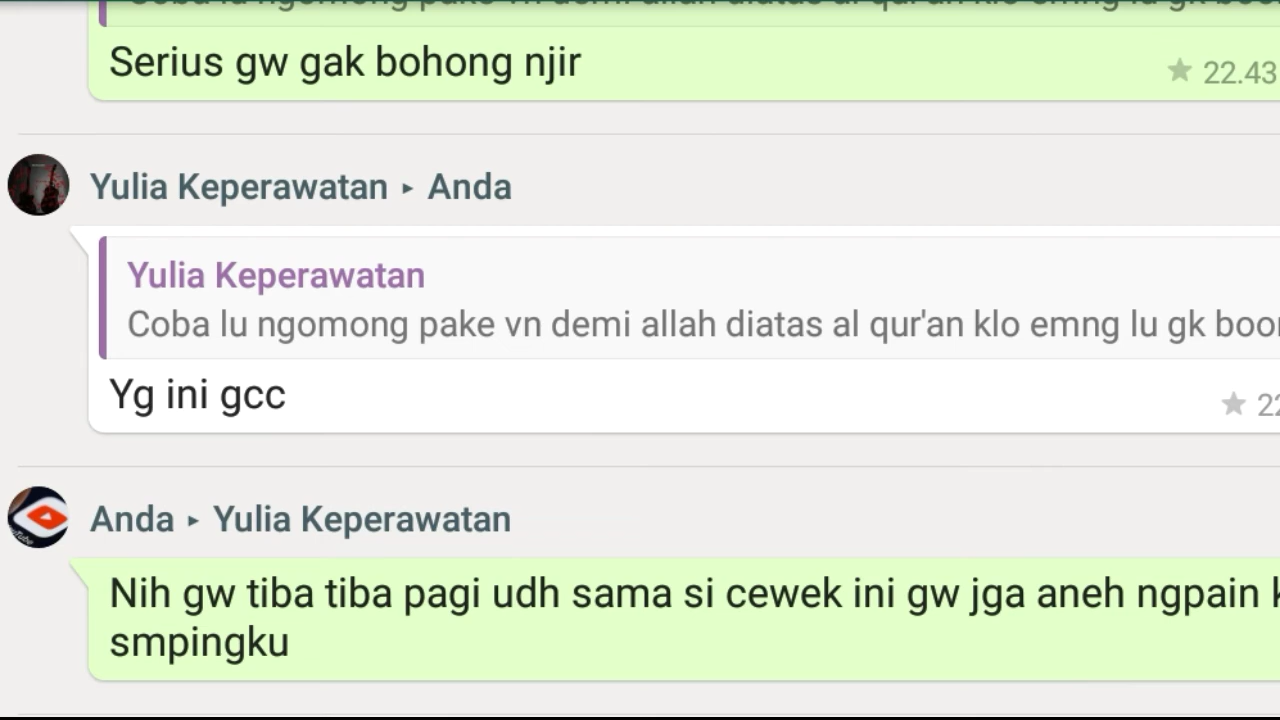 Serius gw gak bohong njir
22.43
Yulia Keperawatan ▸ Anda
Yulia Keperawatan
Coba lu ngomong pake vn demi allah diatas al qur'an klo emng lu gk
Yg ini gcc
Anda ▸ Yulia Keperawatan
Nih gw tiba tiba pagi udh sama si cewek ini gw jga aneh ngpain
smpingku